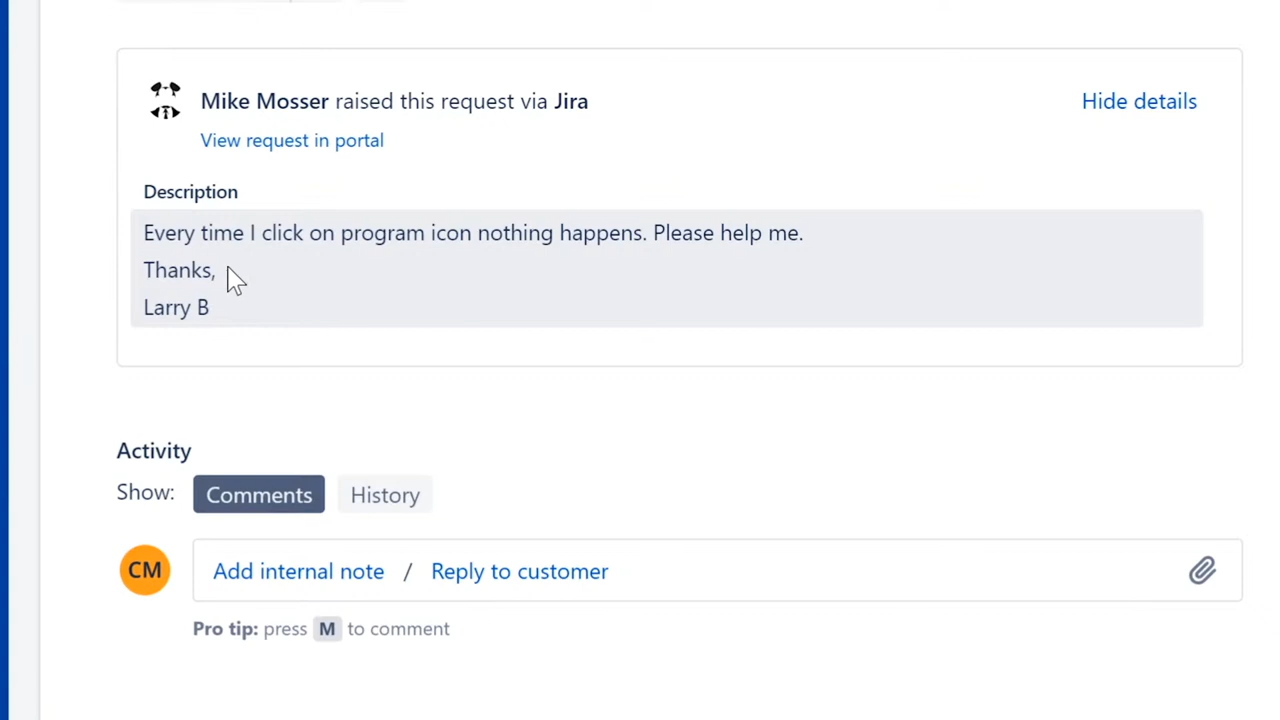 Mike Mosser raised this request via Jira
Hide details
View request in portal
Description
Every time I click on program icon nothing happens. Please help me.
Thanks,
Larry B
Activity
Show:
Comments
History
CM
Add internal note / Reply to customer
Pro tip: press M to comment